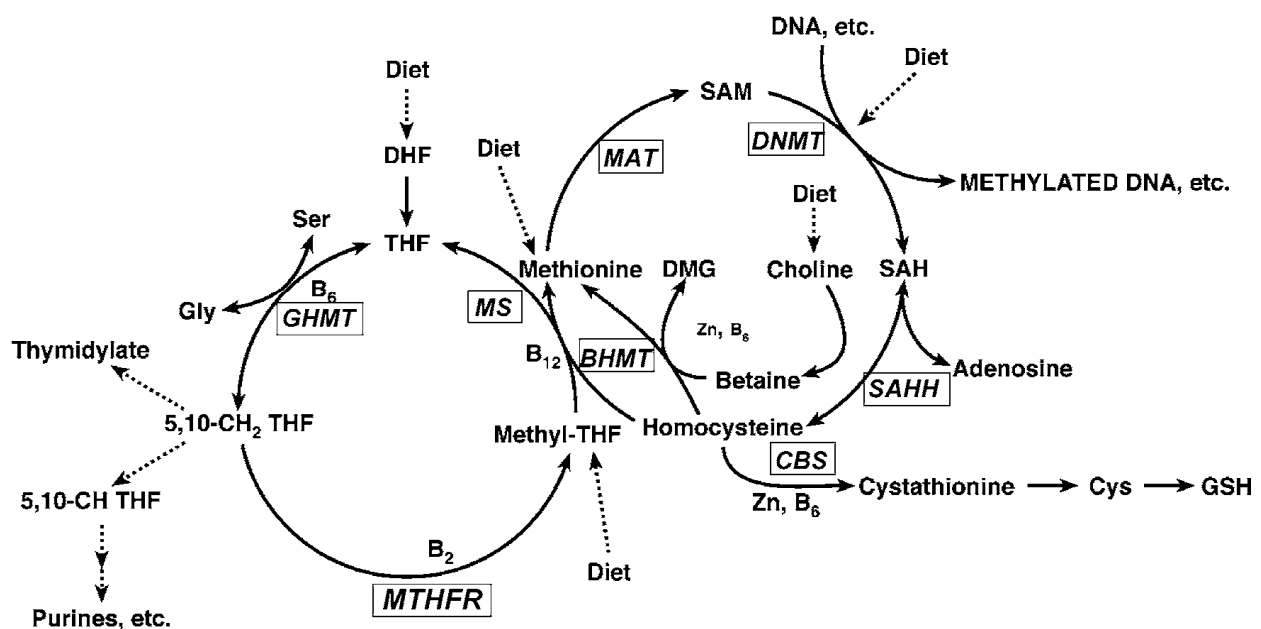 DNA, etc.
Diet
Diet
SAM
DNMT
Diet
MAT
DHF
METHYLATED DNA, etc.
Diet
Ser
THF
Methionine
DMG
Choline
SAH
B6
Gly
GHMT
MS
Zn, B6
Thymidylate
B12
BHMT
Betaine
Adenosine
SAHH
5,10-CH2 THF
Methyl-THF
Homocysteine
CBS
5,10-CH THF
Cystathionine
Cys
GSH
Zn, B6
B2
Diet
MTHFR
Purines, etc.